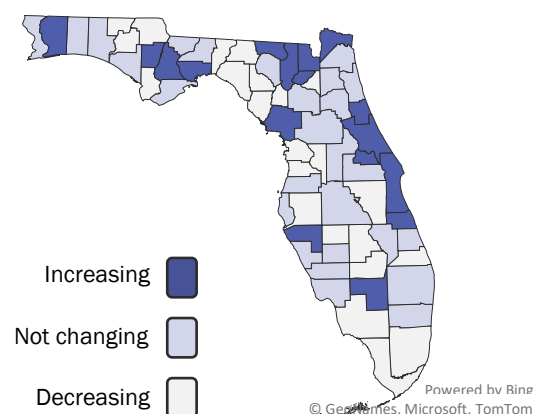 Increasing
Not changing
Decreasing
Powered by Bing
© GeoNames, Microsoft, TomTom